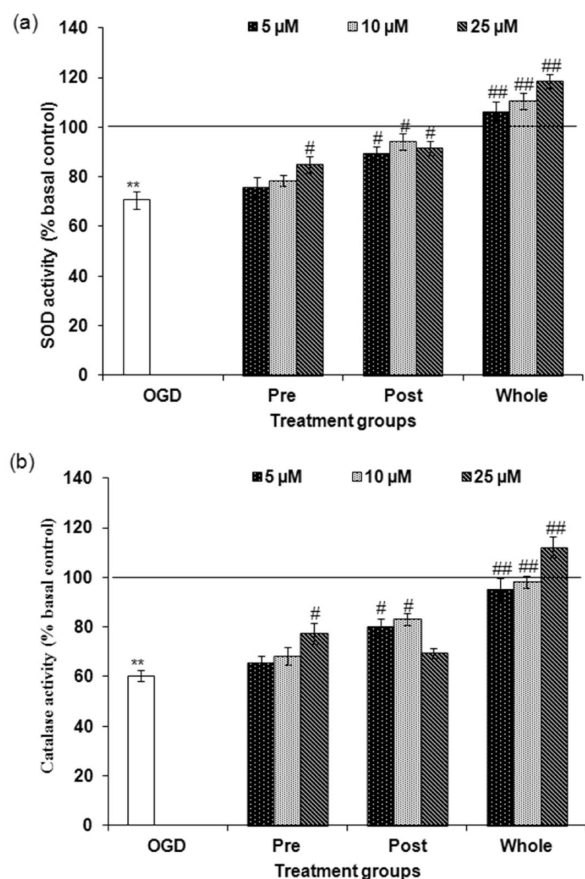 (a)
5 µM 10 µM 25 µM
SOD activity (% basal control)
140
120
100
80
60
40
20
0
**
#
# # #
## ## ##
OGD Pre Post Whole
Treatment groups
(b)
5 µM 10 µM 25 µM
Catalase activity (% basal control)
140
120
100
80
60
40
20
0
**
#
# #
## ## ##
OGD Pre Post Whole
Treatment groups